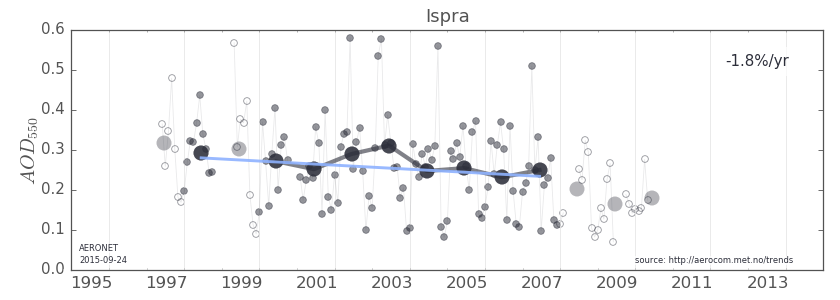 Ispra
0.6
-1.8%/yr
0.5
0.4
0.3
0.2
0.1
0.0
AOD550
AERONET
2015-09-24
source: http://aerocom.met.no/trends
1995 1997 1999 2001 2003 2005 2007 2009 2011 2013